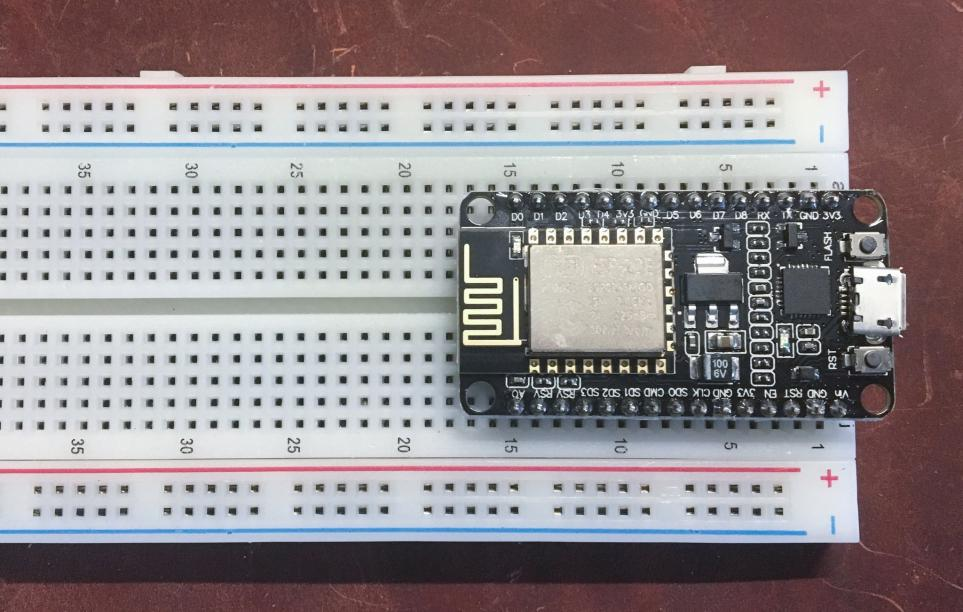 +
-
35 30 25 20 15 10 5 1
D0 D1 D2 D3 D4 3V3 GND D5 D6 D7 D8 RX TX GND 3V3
FLASH
100
6V
RST
A0 RSV RSV SD3 SD2 SD1 CMD SD0 CLK GND 3V3 EN RST GND Vin
j
35 30 25 20 15 10 5 1
+
-